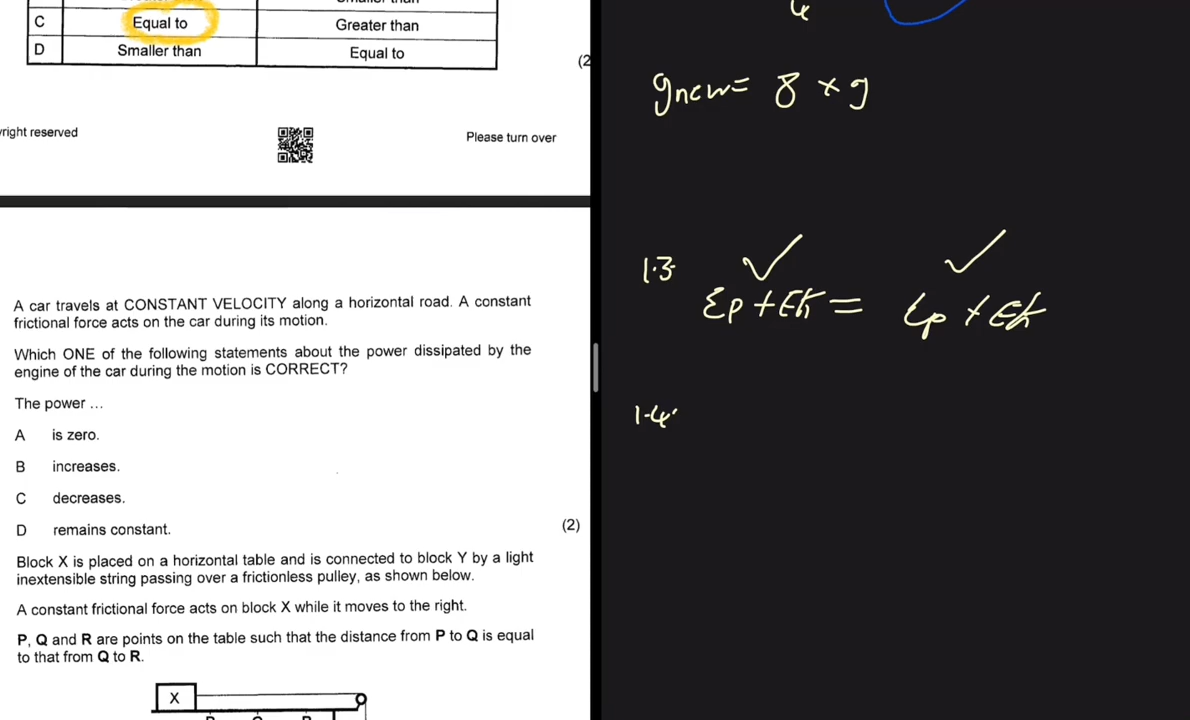 C Equal to Greater than
D Smaller than Equal to
(2
right reserved
Please turn over
A car travels at CONSTANT VELOCITY along a horizontal road. A constant
frictional force acts on the car during its motion.
Which ONE of the following statements about the power dissipated by the
engine of the car during the motion is CORRECT?
The power ...
A is zero.
B increases.
C decreases.
D remains constant.
(2)
Block X is placed on a horizontal table and is connected to block Y by a light
inextensible string passing over a frictionless pulley, as shown below.
A constant frictional force acts on block X while it moves to the right.
P, Q and R are points on the table such that the distance from P to Q is equal
to that from Q to R.
X
gnew = 8 × g
1.3
Ep + EK = Ep + EK
1.4